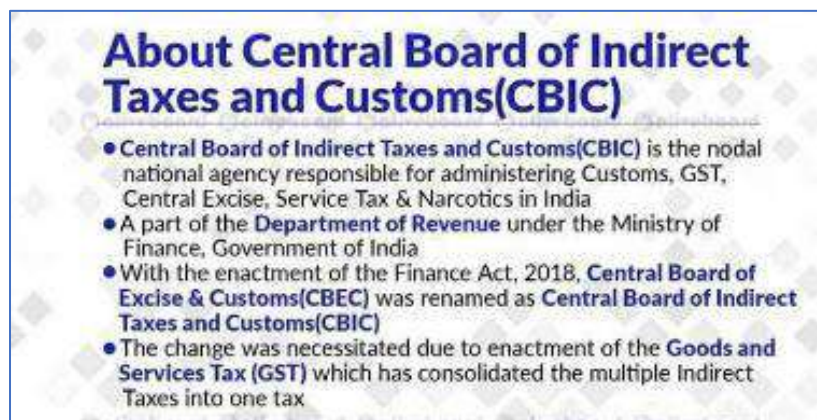 About Central Board of Indirect
Taxes and Customs(CBIC)
•Central Board of Indirect Taxes and Customs(CBIC) is the nodal
national agency responsible for administering Customs, GST,
Central Excise, Service Tax & Narcotics in India
•A part of the Department of Revenue under the Ministry of
Finance, Government of India
•With the enactment of the Finance Act, 2018, Central Board of
Excise & Customs(CBEC) was renamed as Central Board of Indirect
Taxes and Customs(CBIC)
•The change was necessitated due to enactment of the Goods and
Services Tax (GST) which has consolidated the multiple Indirect
Taxes into one tax